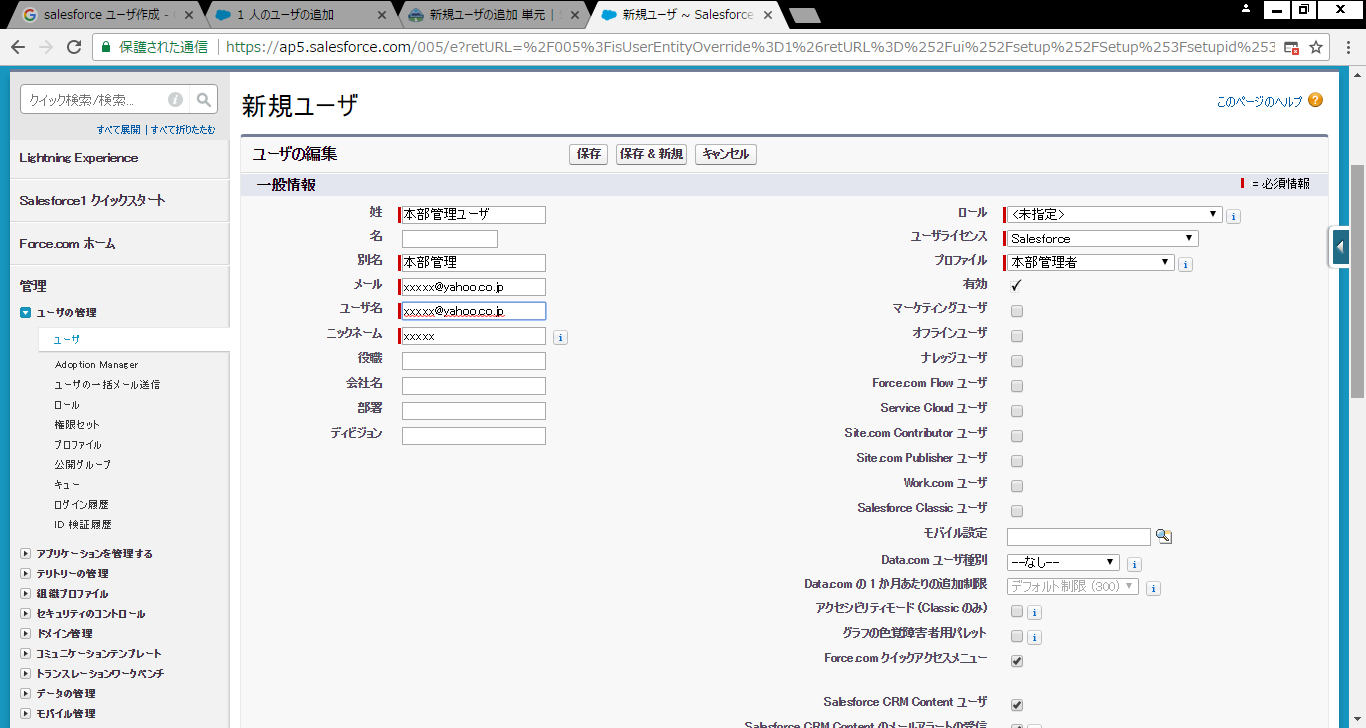 salesforce ユーザ作成 -
1 人のユーザの追加
新規ユーザの追加 単元 |
新規ユーザ ~ Salesforce
保護された通信
https://ap5.salesforce.com/005/e?retURL=%2F005%3FisUserEntityOverride%3D1%26retURL%3D%252Fui%252Fsetup%252FSetup%253Fsetupid%253
クイック検索/検索...
すべて展開 | すべて折りたたむ
Lightning Experience
Salesforce1 クイックスタート
Force.com ホーム
管理
ユーザの管理
ユーザ
Adoption Manager
ユーザの一括メール送信
ロール
権限セット
プロファイル
公開グループ
キュー
ログイン履歴
ID 検証履歴
アプリケーションを管理する
テリトリーの管理
組織プロファイル
セキュリティのコントロール
ドメイン管理
コミュニケーションテンプレート
トランスレーションワークベンチ
データの管理
モバイル管理
新規ユーザ
このページのヘルプ ?
ユーザの編集
保存
保存 & 新規
キャンセル
一般情報
= 必須情報
姓 本部管理ユーザ
名
別名 本部管理
メール xxxxx@yahoo.co.jp
ユーザ名 xxxxx@yahoo.co.jp
ニックネーム xxxxx
役職
会社名
部署
ディビジョン
ロール <未指定>
ユーザライセンス Salesforce
プロファイル 本部管理者
有効
マーケティングユーザ
オフラインユーザ
ナレッジユーザ
Force.com Flow ユーザ
Service Cloud ユーザ
Site.com Contributor ユーザ
Site.com Publisher ユーザ
Work.com ユーザ
Salesforce Classic ユーザ
モバイル設定
Data.com ユーザ種別 --なし--
Data.com の 1 か月あたりの追加制限 デフォルト制限 (300)
アクセシビリティモード (Classic のみ)
グラフの色覚障害者用パレット
Force.com クイックアクセスメニュー
Salesforce CRM Content ユーザ
Salesforce CRM Content のメールアラートの受信